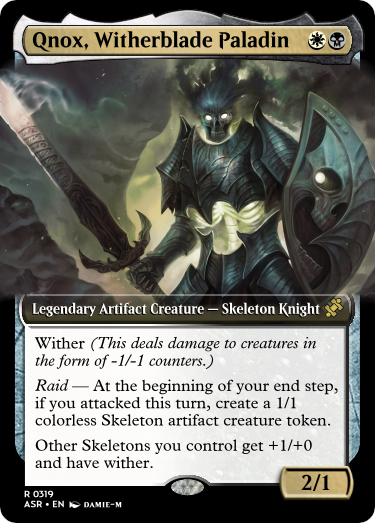 Qnox, Witherblade Paladin
Legendary Artifact Creature — Skeleton Knight
Wither (This deals damage to creatures in
the form of -1/-1 counters.)
Raid — At the beginning of your end step,
if you attacked this turn, create a 1/1
colorless Skeleton artifact creature token.
Other Skeletons you control get +1/+0
and have wither.
2/1
R 0319
ASR • EN DAMIE-M